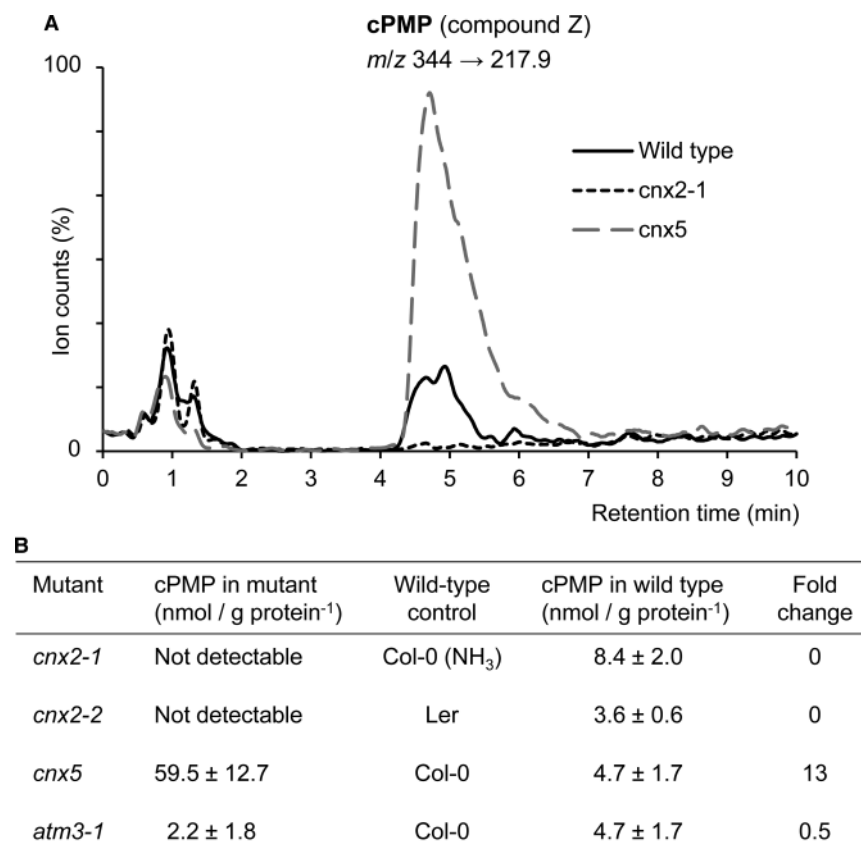 A
cPMP (compound Z)
m/z 344 → 217.9
100
Ion counts (%)
0
Wild type
cnx2-1
cnx5
0 1 2 3 4 5 6 7 8 9 10
Retention time (min)
B
Mutant cPMP in mutant Wild-type cPMP in wild type Fold
(nmol / g protein⁻¹) control (nmol / g protein⁻¹) change
cnx2-1 Not detectable Col-0 (NH₃) 8.4 ± 2.0 0
cnx2-2 Not detectable Ler 3.6 ± 0.6 0
cnx5 59.5 ± 12.7 Col-0 4.7 ± 1.7 13
atm3-1 2.2 ± 1.8 Col-0 4.7 ± 1.7 0.5